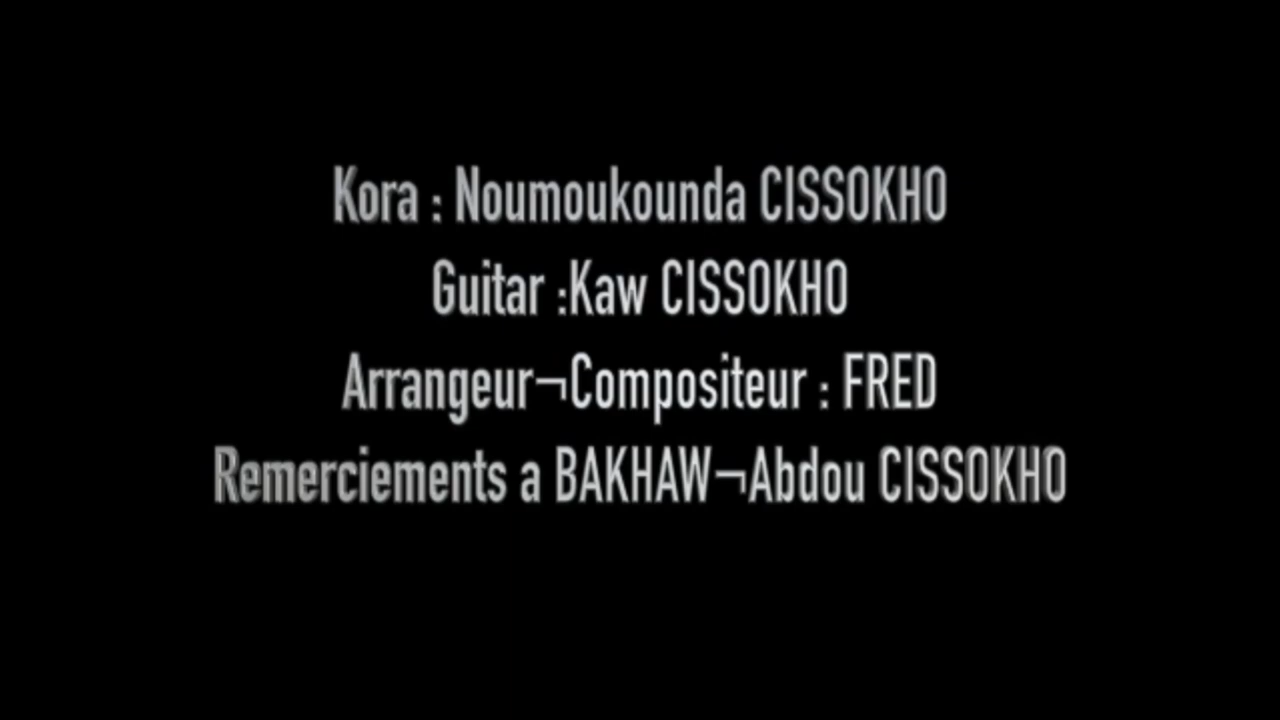 Kora : Noumoukounda CISSOKHO
Guitar :Kaw CISSOKHO
Arrangeur¬Compositeur : FRED
Remerciements a BAKHAW¬Abdou CISSOKHO